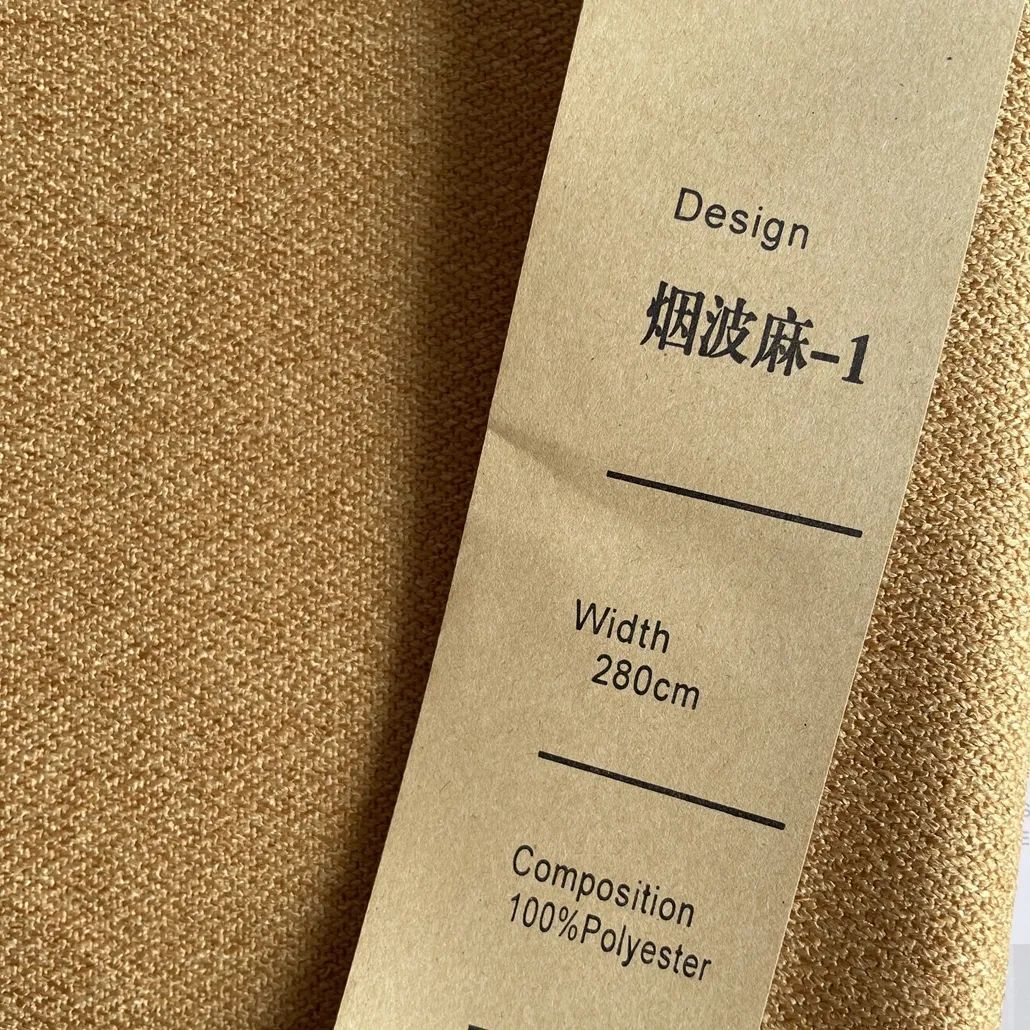 Design
烟波麻-1
Width
280cm
Composition
100%Polyester